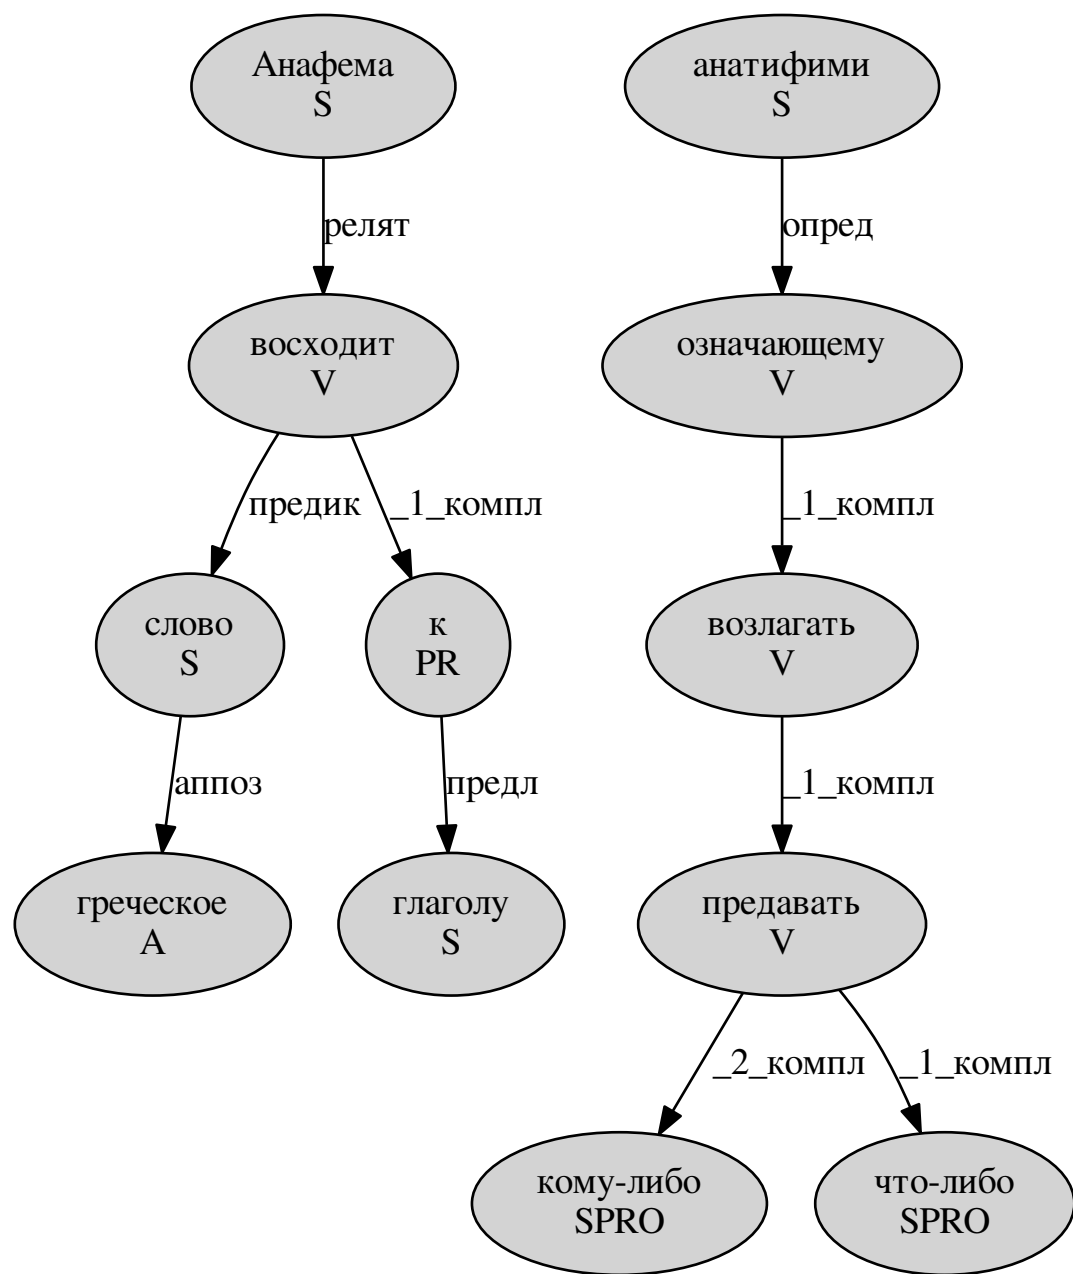 Анафема
S
анатифими
S
релят
опред
восходит
V
означающему
V
предик
_1_компл
_1_компл
слово
S
к
PR
возлагать
V
аппоз
предл
_1_компл
греческое
A
глаголу
S
предавать
V
_2_компл
_1_компл
кому-либо
SPRO
что-либо
SPRO